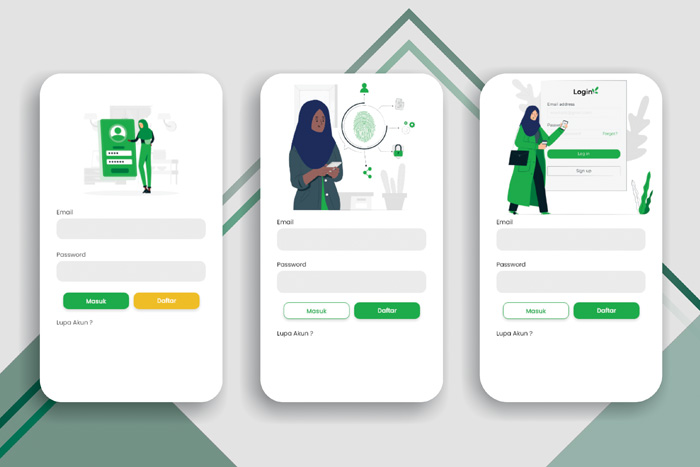 Email
Password
Masuk
Daftar
Lupa Akun ?
Email
Password
Masuk
Daftar
Lupa Akun ?
Login
Email address
Password
Forgot?
Log in
Sign up
Email
Password
Masuk
Daftar
Lupa Akun ?